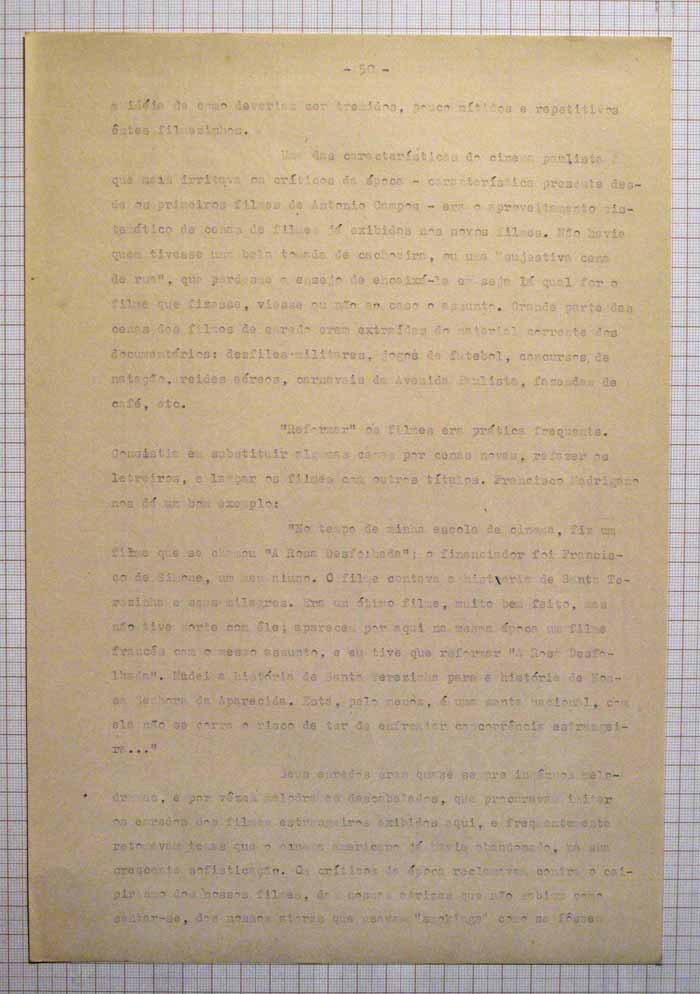 - 50 -
a idéia de como deveriam ser tremidos, pouco nítidos e repetitivos
êstes filmezinhos.
Uma das características do cinema paulista
que mais irritava os críticos da época - característica presente des-
de os primeiros filmes de Antonio Campos - era o aproveitamento sis-
temático de cenas de filmes já exibidos nos novos filmes. Não havia
quem tivesse uma bela tomada de cachoeira, ou uma "sujestiva cena
de rua", que perdesse o ensejo de encaixá-la em seja lá qual for o
filme que fizesse, viesse ou não ao caso o assunto. Grande parte das
cenas dos filmes de enredo eram extraídas do material corrente dos
documentários: desfiles militares, jogos de futebol, concursos de
natação, reides aéreos, carnavais da Avenida Paulista, fazendas de
café, etc.
"Reformar" os filmes era prática frequente.
Consistia em substituir algumas cenas por cenas novas, refazer os
letreiros, e lançar os filmes com outros títulos. Francisco Madrigano
nos dá um bom exemplo:
"No tempo de minha escola de cinema, fiz um
filme que se chamou "A Rosa Desfolhada"; o financiador foi Francis-
co de Simone, um meu aluno. O filme contava a história de Santa Te-
rezinha e seus milagres. Era um ótimo filme, muito bem feito, mas
não tive sorte com êle; apareceu por aqui na mesma época um filme
francês com o mesmo assunto, e eu tive que reformar "A Rosa Desfo-
lhada". Mudei a história de Santa Terezinha para a história de Nos-
sa Senhora da Aparecida. Esta, pelo menos, é uma santa nacional, com
ela não se corre o risco de ter de enfrentar concorrência estrangei-
ra..."
Seus enredos eram quase sempre ingênuos melo-
dramas, e por vêzes melodramas descabelados, que procuravam imitar
os enredos dos filmes estrangeiros exibidos aqui, e frequentemente
retomavam temas que o cinema americano já havia abandonado, na sua
crescente sofisticação. Os críticos da época reclamavam contra o cai-
pirismo dos nossos filmes, das nossas atrizes que não sabiam como
sentar-se, dos nossos atores que usavam "smokings" como se fôssem